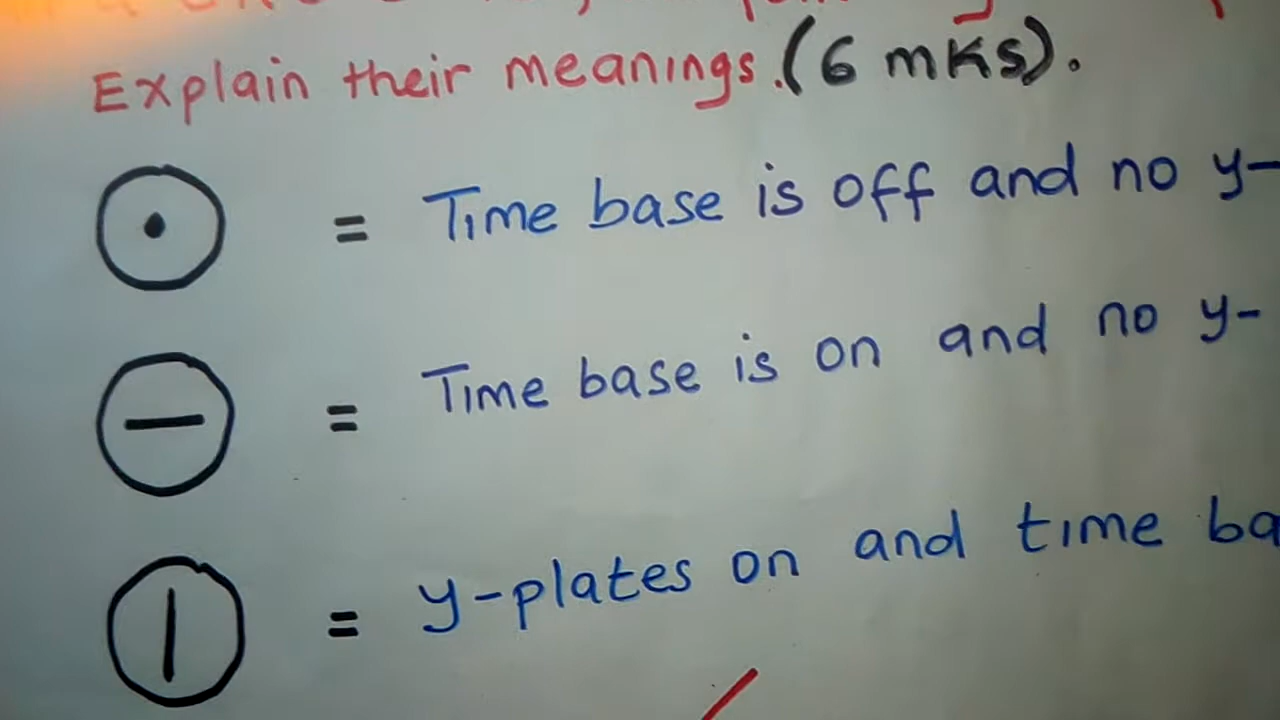 Explain their meanings. (6 mks).
= Time base is off and no y-
= Time base is on and no y-
= y-plates on and time ba